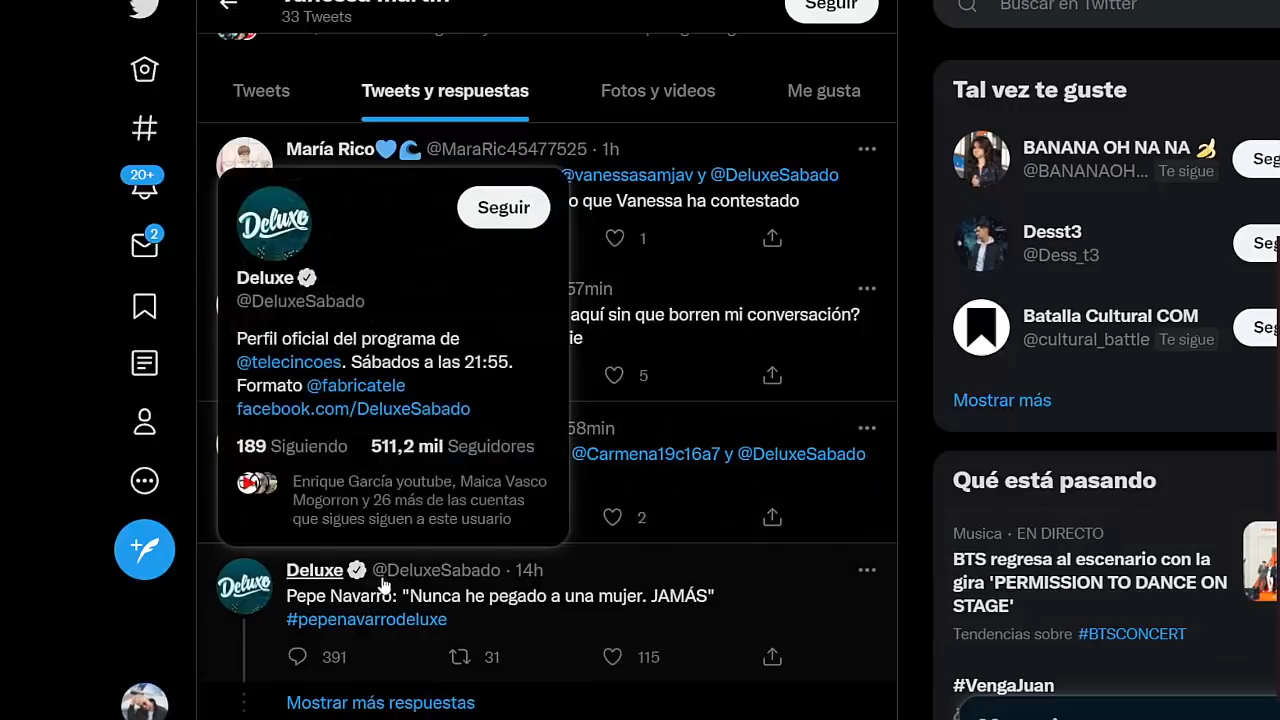 Vanessa Martín
33 Tweets
Seguir
Tweets
Tweets y respuestas
Fotos y videos
Me gusta
María Rico💙🌊 @MaraRic45477525 · 1h
@vanessasamjav y @DeluxeSabado
o que Vanessa ha contestado
1
57min
aquí sin que borren mi conversación?
ie
5
58min
@Carmena19c16a7 y @DeluxeSabado
2
Deluxe
Seguir
Deluxe
@DeluxeSabado
Perfil oficial del programa de
@telecincoes. Sábados a las 21:55.
Formato @fabricatele
facebook.com/DeluxeSabado
189 Siguiendo 511,2 mil Seguidores
Enrique García youtube, Maica Vasco
Mogorron y 26 más de las cuentas
que sigues siguen a este usuario
Deluxe
Deluxe @DeluxeSabado · 14h
Pepe Navarro: "Nunca he pegado a una mujer. JAMÁS"
#pepenavarrodeluxe
391
31
115
Mostrar más respuestas
20+
2
Buscar en Twitter
Tal vez te guste
BANANA OH NA NA 🍌
@BANANAOH... Te sigue
Seg
Desst3
@Dess_t3
Seg
Batalla Cultural COM
@cultural_battle Te sigue
Seg
Mostrar más
Qué está pasando
Musica · EN DIRECTO
BTS regresa al escenario con la
gira 'PERMISSION TO DANCE ON
STAGE'
Tendencias sobre #BTSCONCERT
#VengaJuan